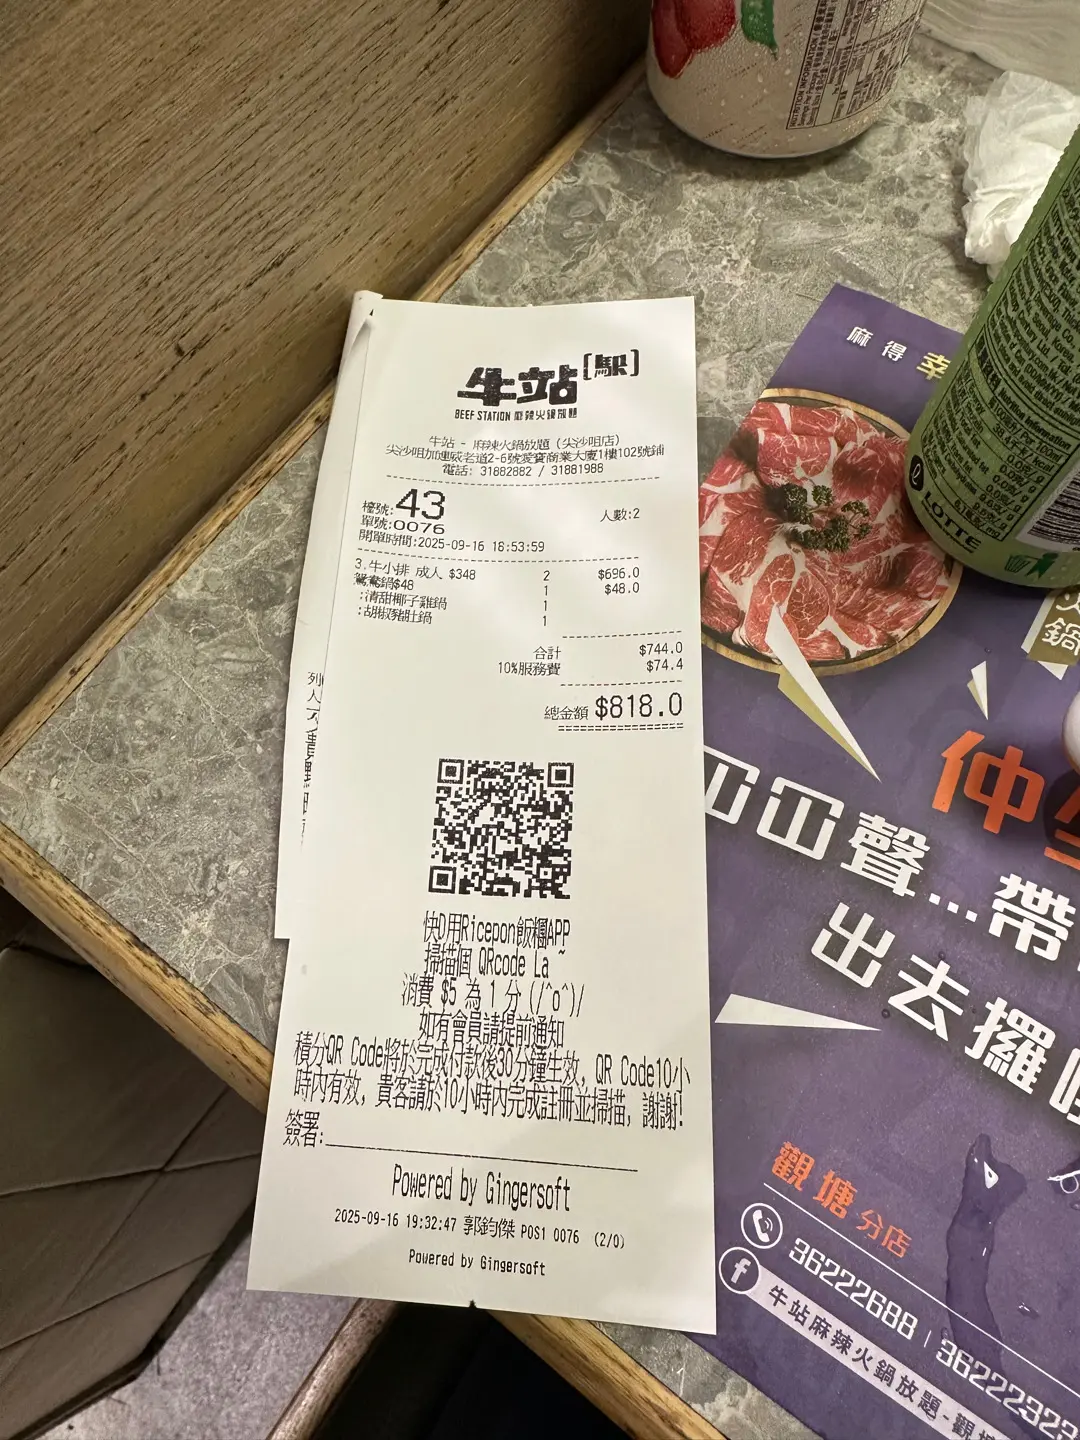 牛站[駅]
BEEF STATION 麻辣火鍋放題
牛站 - 麻辣火鍋放題 (尖沙咀店)
尖沙咀加連威老道2-6號愛賓商業大廈1樓102號鋪
電話: 31882882 / 31881988
檯號:43
人數:2
單號:0076
開單時間:2025-09-16 18:53:59
3.牛小排 成人 $348 2 $696.0
鴛鴦鍋$48 1 $48.0
:清甜椰子雞鍋 1
:胡椒豬肚鍋 1
合計 $744.0
10%服務費 $74.4
總金額 $818.0
快D用Ricepon飯糰APP
掃描個 QRcode La ~
消費 $5 為 1 分 (/^o^)/
如有會員請提前通知
積分QR Code將於完成付款後30分鐘生效, QR Code10小
時內有效, 貴客請於10小時內完成註冊並掃描, 謝謝!
簽署:
Powered by Gingersoft
2025-09-16 19:32:47 郭鈞傑 POS1 0076 (2/0)
Powered by Gingersoft
麻得幸
火
鍋
仲
聲...帶
出去攞
觀塘分店
36222688 | 36222323
牛站麻辣火鍋放題-觀
NUTRITION INFORMATION
Nutrition Information
LOTTE